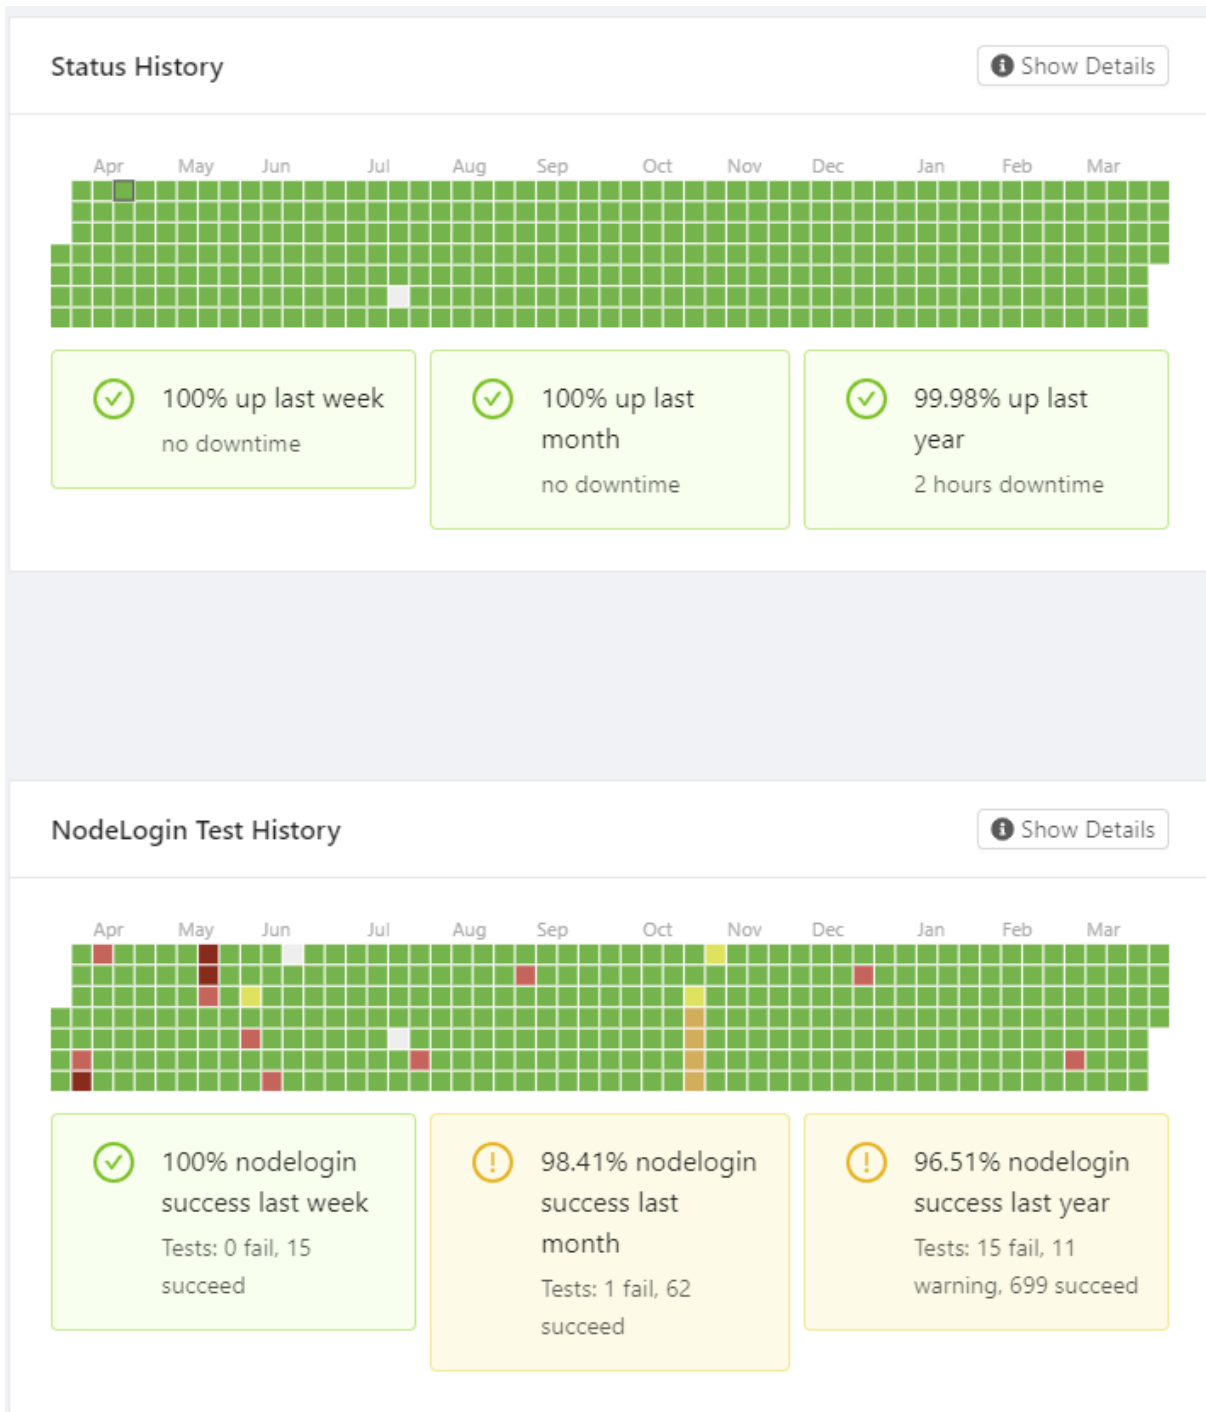 Status History
Show Details
Apr May Jun Jul Aug Sep Oct Nov Dec Jan Feb Mar
100% up last week
no downtime
100% up last
month
no downtime
99.98% up last
year
2 hours downtime
NodeLogin Test History
Show Details
Apr May Jun Jul Aug Sep Oct Nov Dec Jan Feb Mar
100% nodelogin
success last week
Tests: 0 fail, 15
succeed
98.41% nodelogin
success last
month
Tests: 1 fail, 62
succeed
96.51% nodelogin
success last year
Tests: 15 fail, 11
warning, 699 succeed